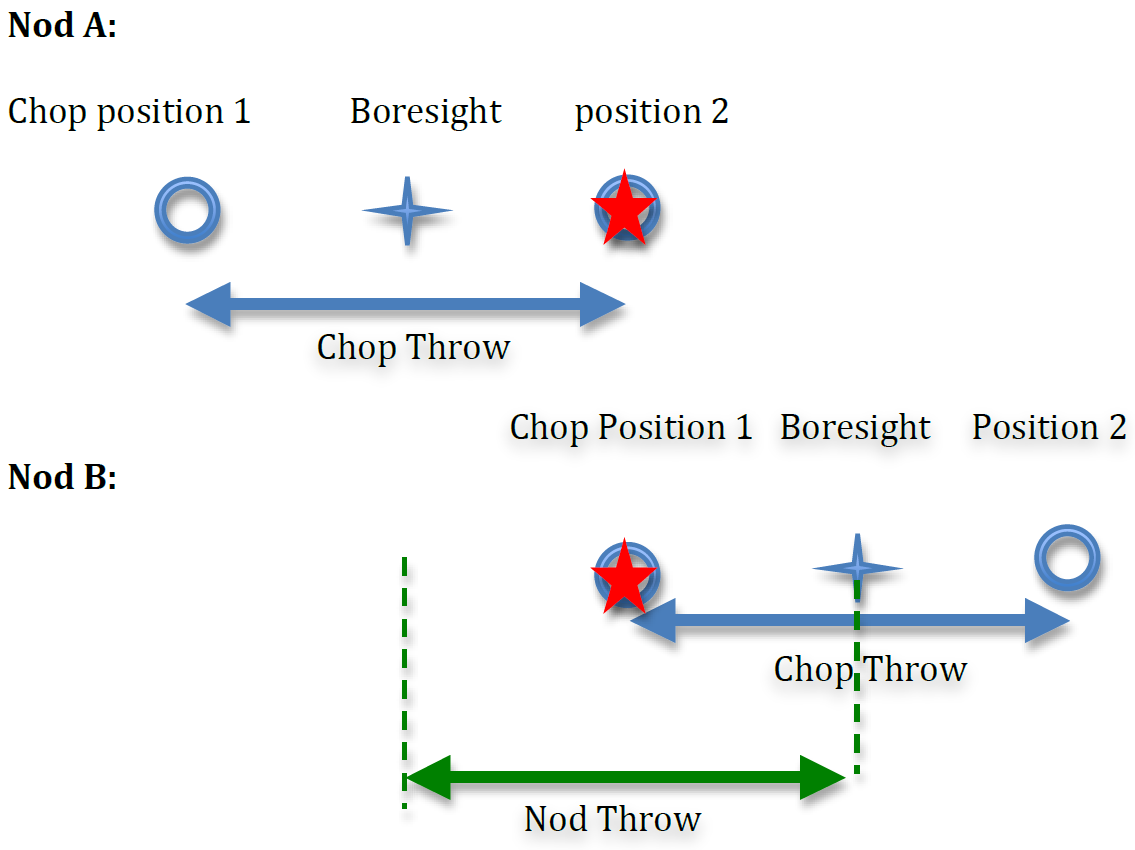 Nod A:
Chop position 1 Boresight position 2
Chop Throw
Chop Position 1 Boresight Position 2
Nod B:
Chop Throw
Nod Throw